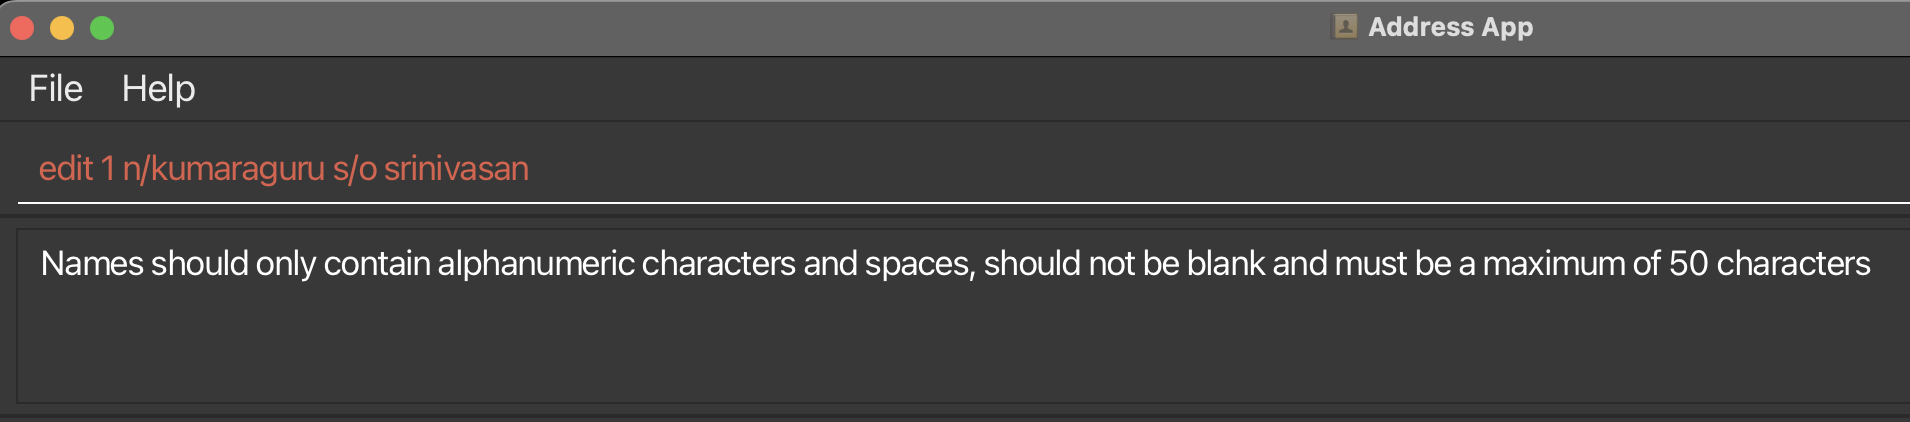 Address App
File Help
edit 1 n/kumaraguru s/o srinivasan
Names should only contain alphanumeric characters and spaces, should not be blank and must be a maximum of 50 characters